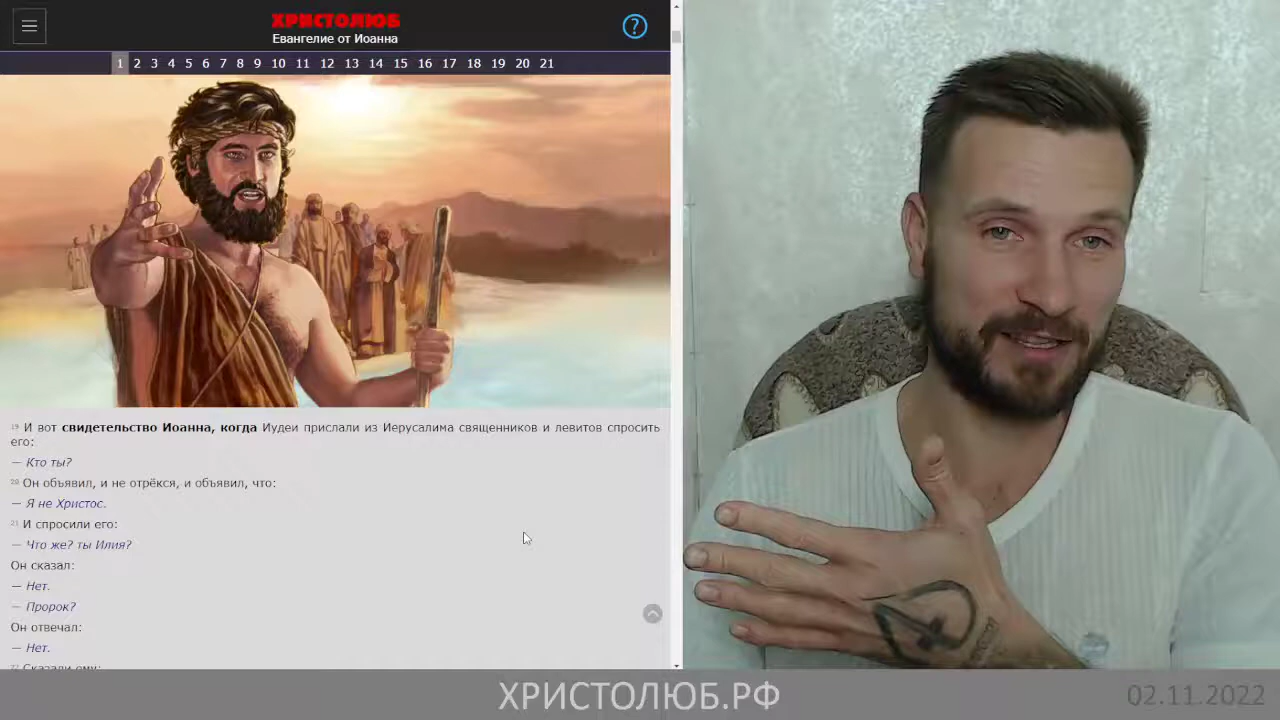 ХРИСТОЛЮБ
Евангелие от Иоанна
?
1 2 3 4 5 6 7 8 9 10 11 12 13 14 15 16 17 18 19 20 21
19 И вот свидетельство Иоанна, когда Иудеи прислали из Иерусалима священников и левитов спросить
его:
— Кто ты?
20 Он объявил, и не отрёкся, и объявил, что:
— Я не Христос.
21 И спросили его:
— Что же? ты Илия?
Он сказал:
— Нет.
— Пророк?
Он отвечал:
— Нет.
22 Сказали ему:
ХРИСТОЛЮБ.РФ
02.11.2022